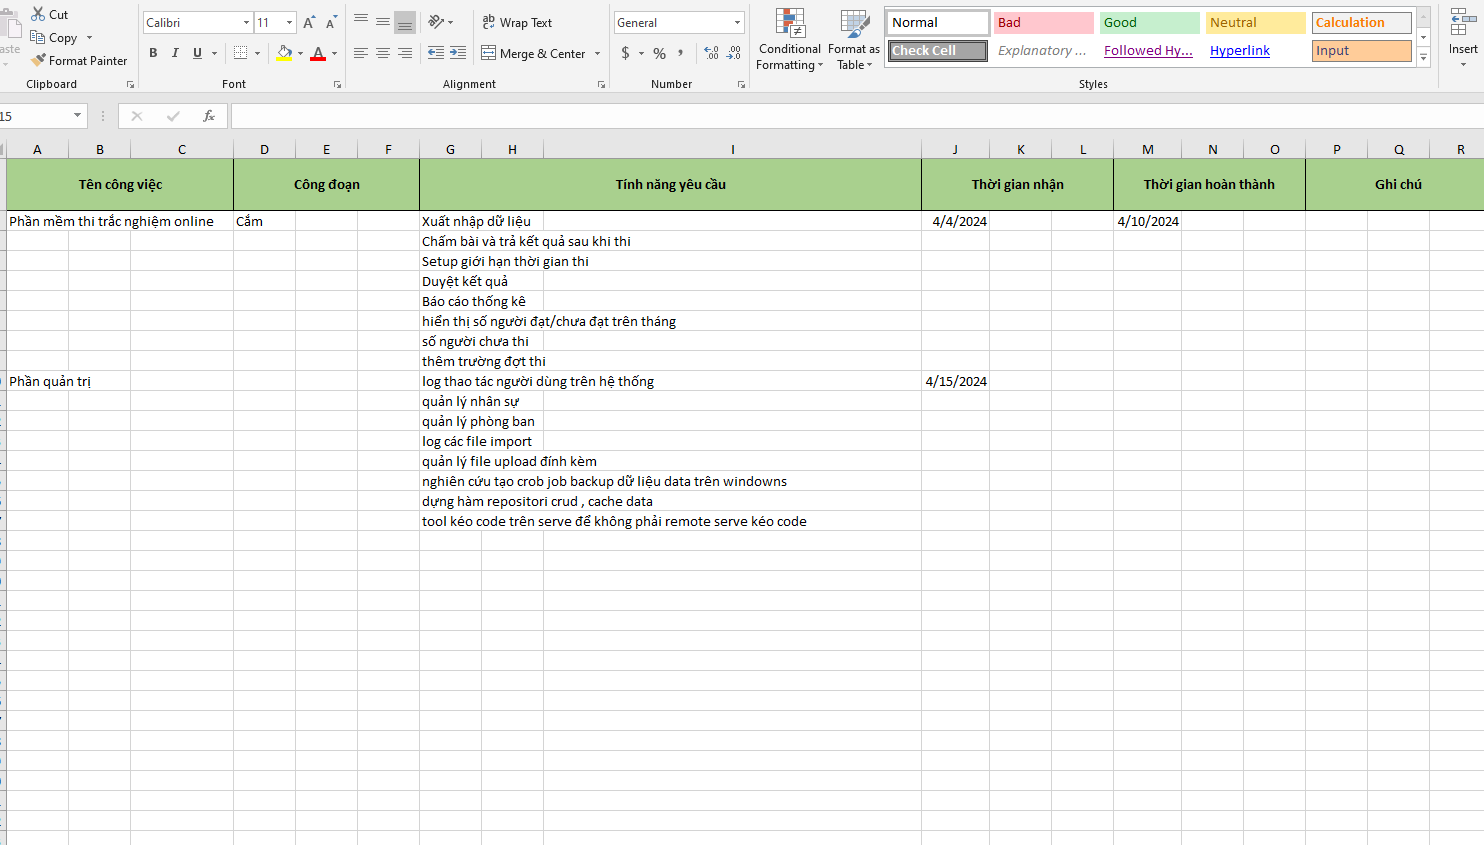 Cut
Copy
Format Painter
Clipboard
Calibri 11
B I U
Font
Wrap Text
Merge & Center
Alignment
General
$ % ,
Number
Conditional Formatting
Format as Table
Normal Bad Good Neutral Calculation
Check Cell Explanatory ... Followed Hy... Hyperlink Input
Styles
Insert
15
fx
A B C D E F G H I J K L M N O P Q R
Tên công việc Công đoạn Tính năng yêu cầu Thời gian nhận Thời gian hoàn thành Ghi chú
Phần mềm thi trắc nghiệm online Cắm Xuất nhập dữ liệu 4/4/2024 4/10/2024
Chấm bài và trả kết quả sau khi thi
Setup giới hạn thời gian thi
Duyệt kết quả
Báo cáo thống kê
hiển thị số người đạt/chưa đạt trên tháng
số người chưa thi
thêm trường đợt thi
Phần quản trị log thao tác người dùng trên hệ thống 4/15/2024
quản lý nhân sự
quản lý phòng ban
log các file import
quản lý file upload đính kèm
nghiên cứu tạo crob job backup dữ liệu data trên windowns
dựng hàm repositori crud , cache data
tool kéo code trên serve để không phải remote serve kéo code